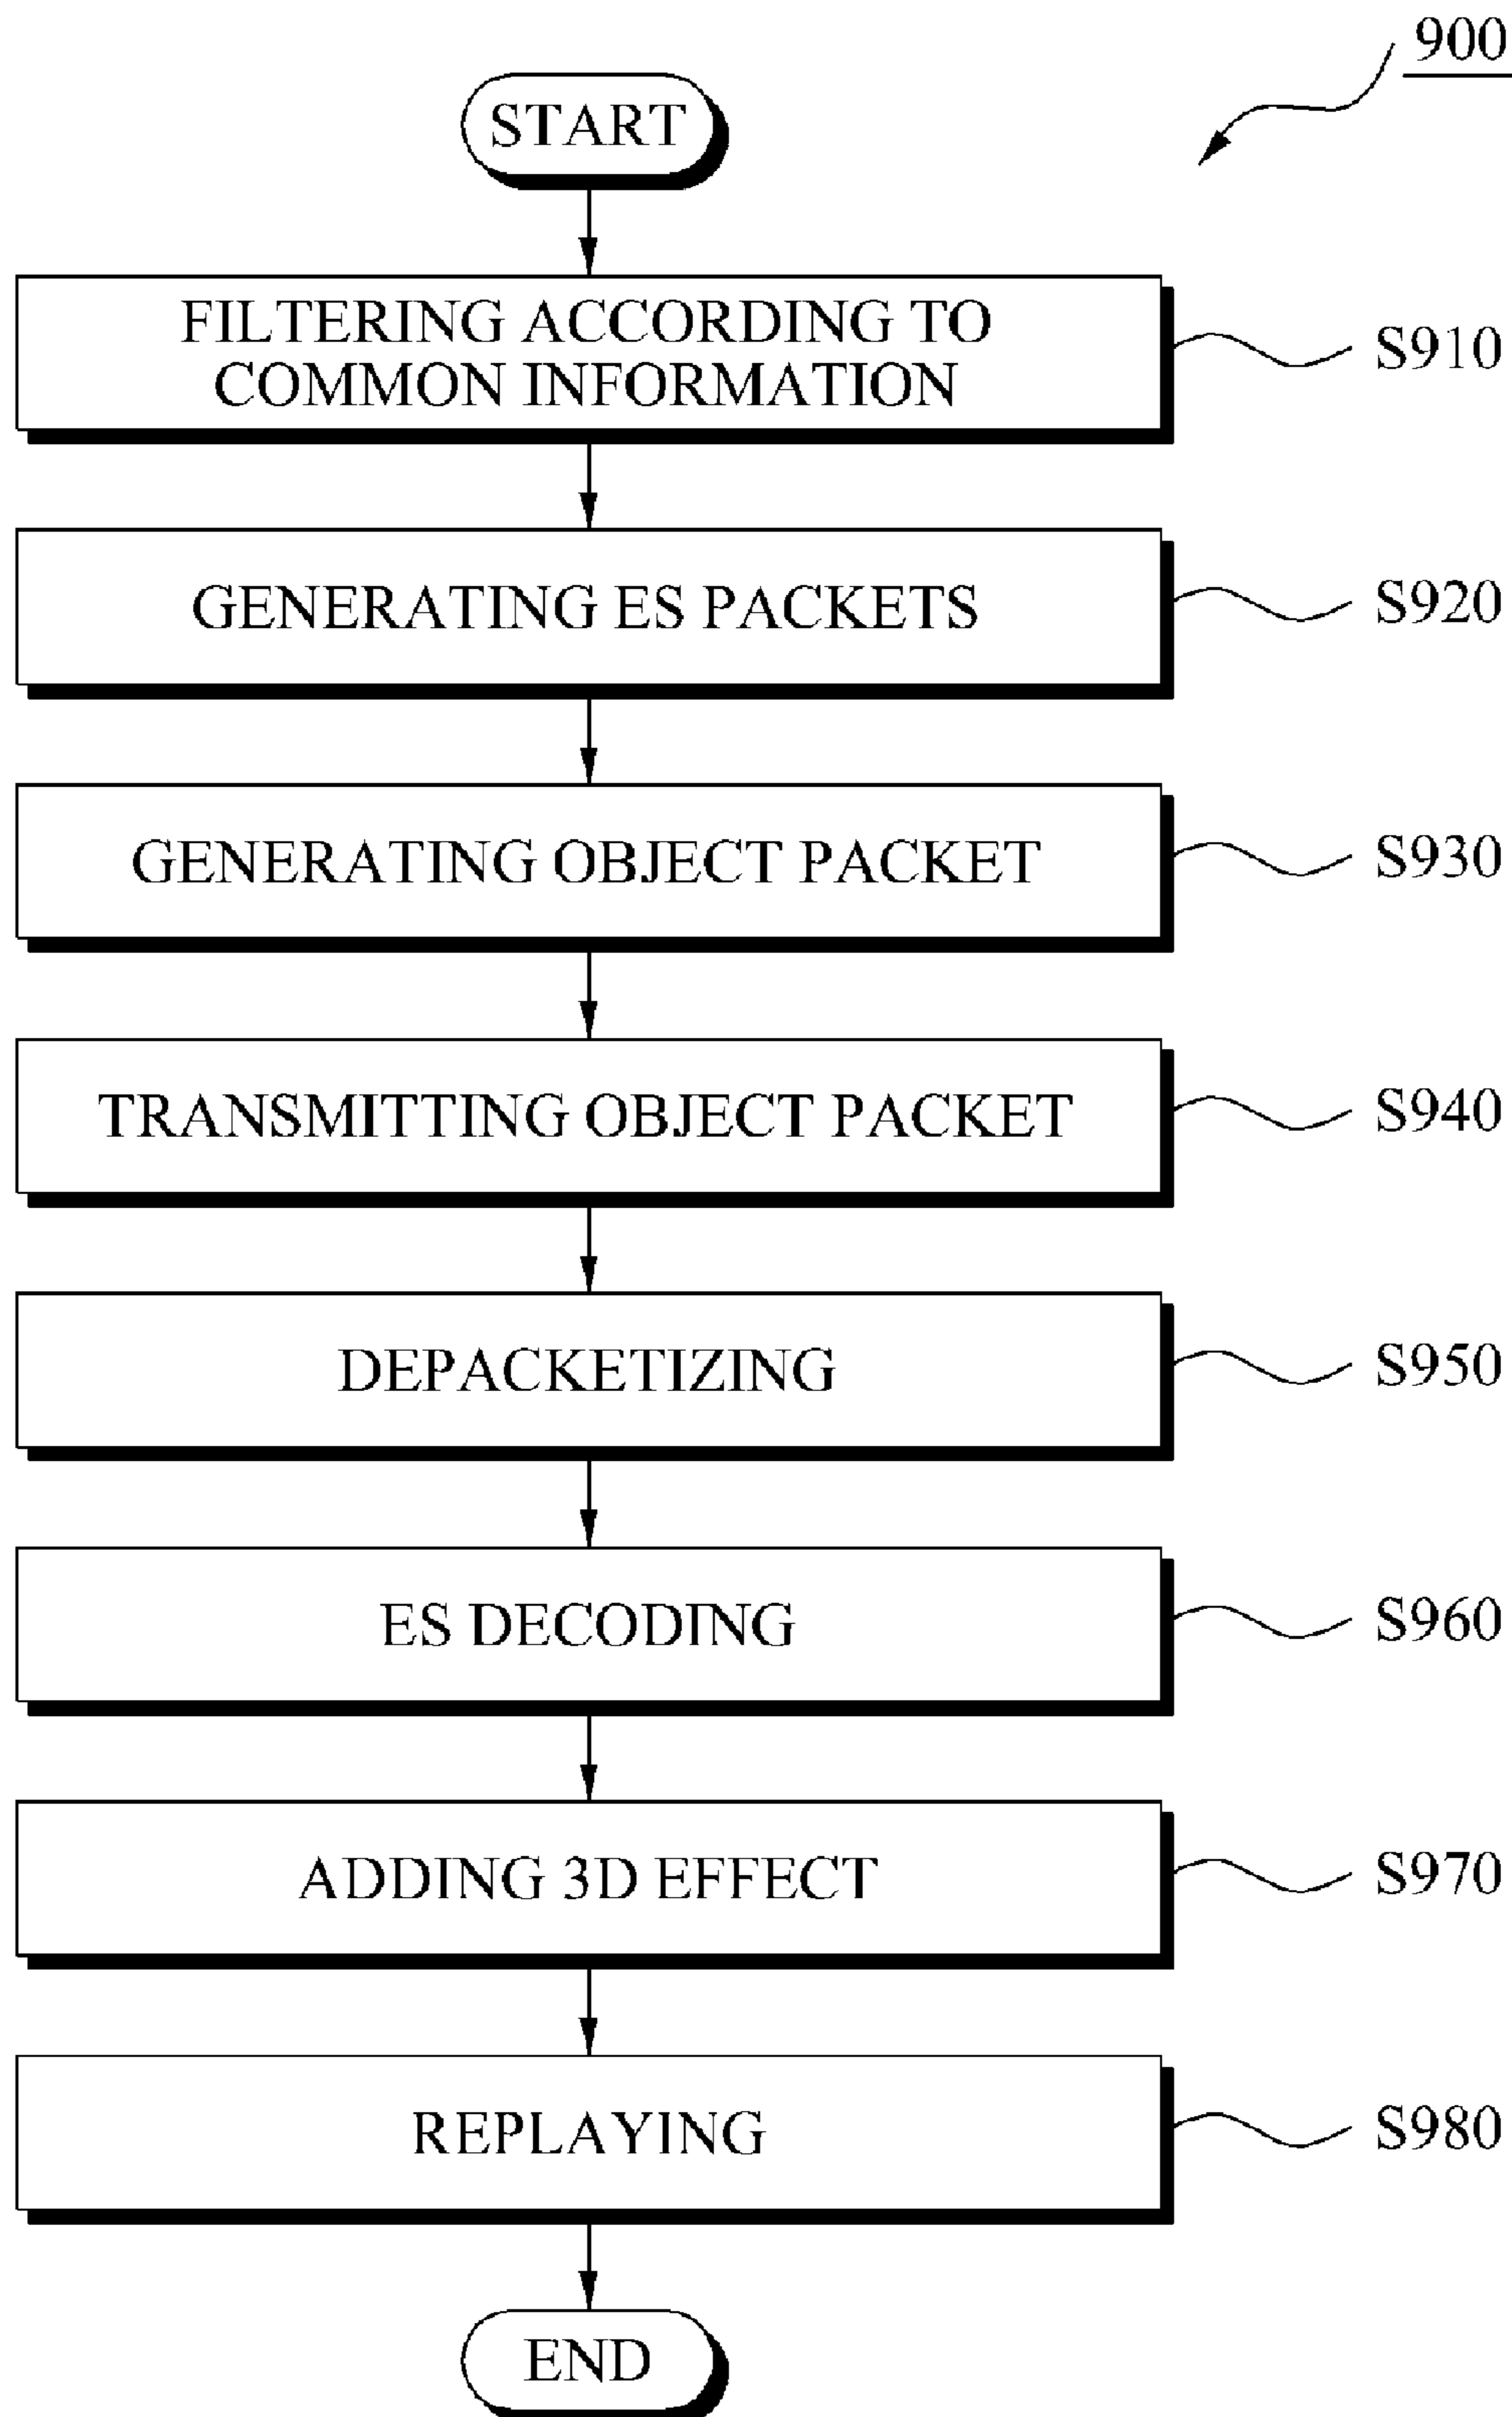 900
START
FILTERING ACCORDING TO
COMMON INFORMATION
S910
GENERATING ES PACKETS
S920
GENERATING OBJECT PACKET
S930
TRANSMITTING OBJECT PACKET
S940
DEPACKETIZING
S950
ES DECODING
S960
ADDING 3D EFFECT
S970
REPLAYING
S980
END